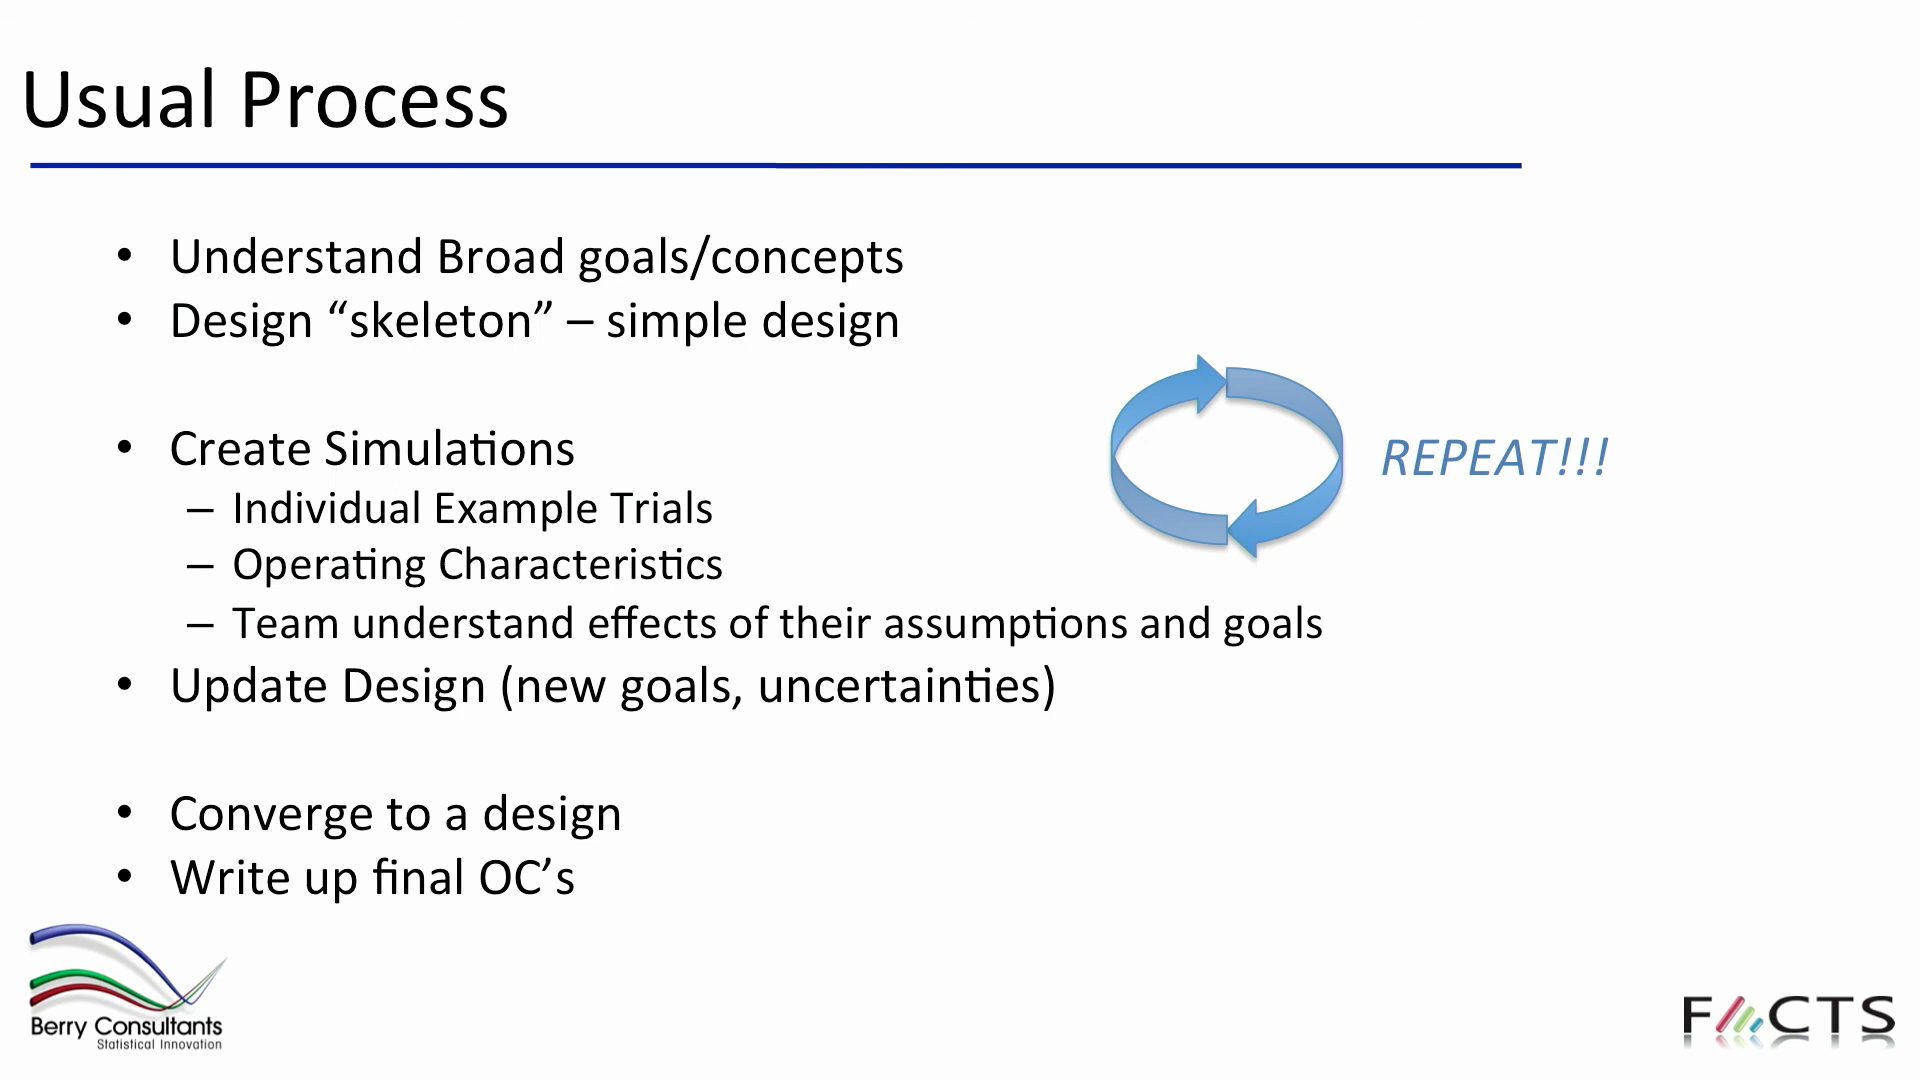 Usual Process
• Understand Broad goals/concepts
• Design “skeleton” – simple design
• Create Simulations
– Individual Example Trials
REPEAT!!!
– Operating Characteristics
– Team understand effects of their assumptions and goals
• Update Design (new goals, uncertainties)
• Converge to a design
• Write up final OC’s
Berry Consultants
Statistical Innovation
FACTS